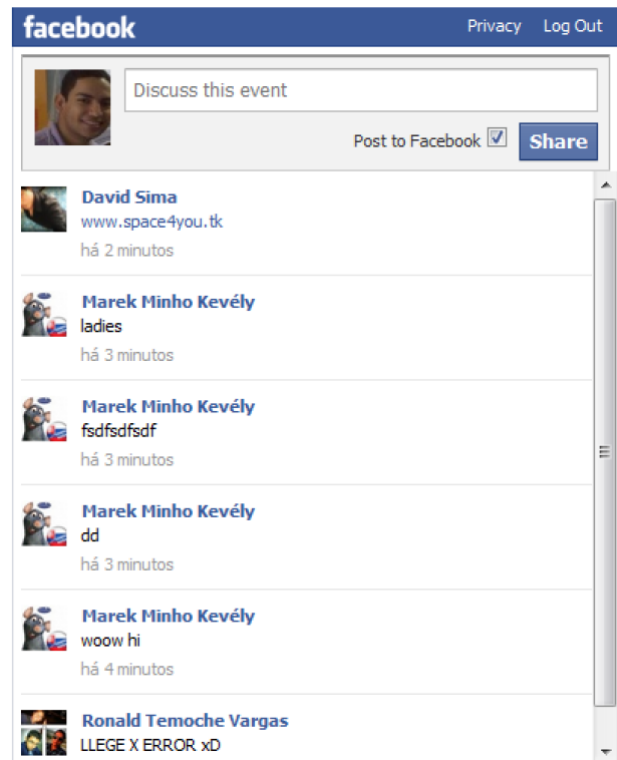 facebook Privacy Log Out
Discuss this event
Post to Facebook Share
David Sima
www.space4you.tk
há 2 minutos
Marek Minho Kevély
ladies
há 3 minutos
Marek Minho Kevély
fsdfsdfsdf
há 3 minutos
Marek Minho Kevély
dd
há 3 minutos
Marek Minho Kevély
woow hi
há 4 minutos
Ronald Temoche Vargas
LLEGE X ERROR xD